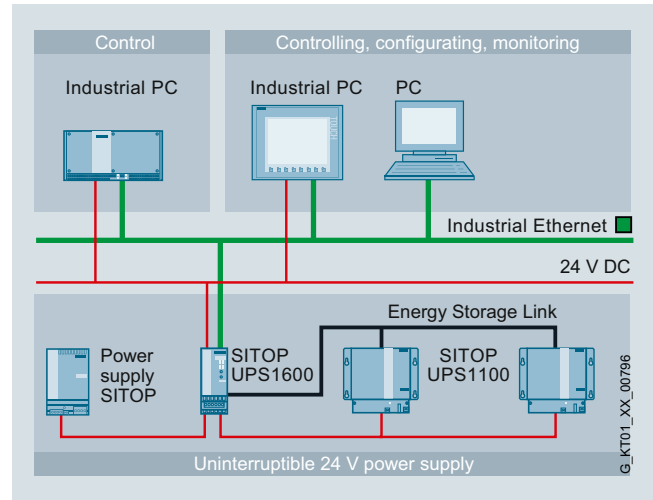 Control
Controlling, configurating, monitoring
Industrial PC
Industrial PC
PC
Industrial Ethernet
24 V DC
Energy Storage Link
Power
supply
SITOP
SITOP
UPS1600
SITOP
UPS1100
G_KT01_XX_00796
Uninterruptible 24 V power supply